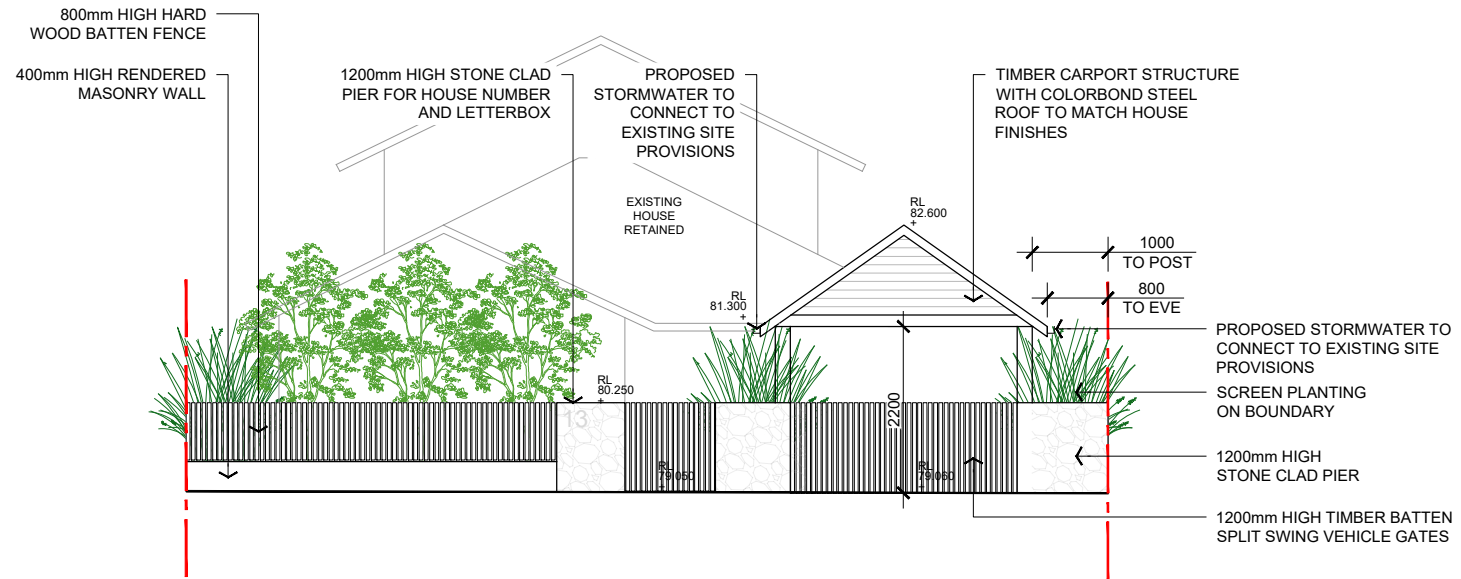 800mm HIGH HARD
WOOD BATTEN FENCE
400mm HIGH RENDERED
MASONRY WALL
1200mm HIGH STONE CLAD
PIER FOR HOUSE NUMBER
AND LETTERBOX
PROPOSED
STORMWATER TO
CONNECT TO
EXISTING SITE
PROVISIONS
TIMBER CARPORT STRUCTURE
WITH COLORBOND STEEL
ROOF TO MATCH HOUSE
FINISHES
EXISTING
HOUSE
RETAINED
RL
82.600
RL
81.300
1000
TO POST
800
TO EVE
PROPOSED STORMWATER TO
CONNECT TO EXISTING SITE
PROVISIONS
RL
80.250
13
2200
RL
79.050
RL
79.060
SCREEN PLANTING
ON BOUNDARY
1200mm HIGH
STONE CLAD PIER
1200mm HIGH TIMBER BATTEN
SPLIT SWING VEHICLE GATES